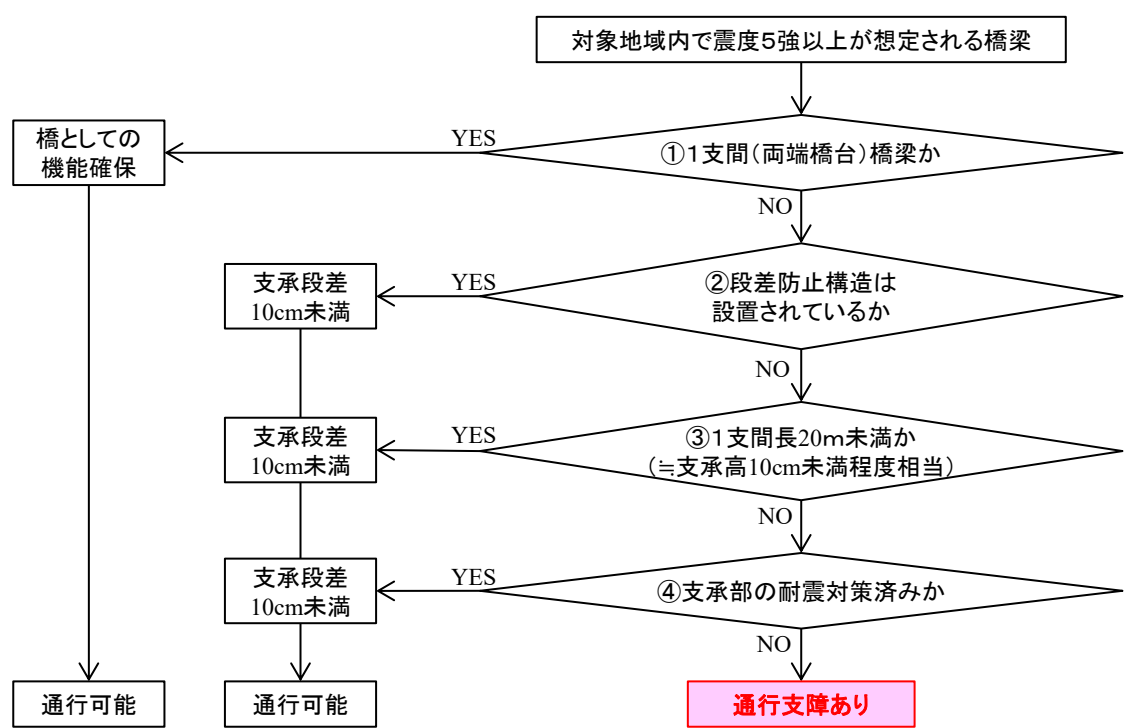 対象地域内で震度５強以上が想定される橋梁
橋としての
機能確保
YES
①１支間（両端橋台）橋梁か
NO
支承段差
10cm未満
YES
②段差防止構造は
設置されているか
NO
支承段差
10cm未満
YES
③１支間長20ｍ未満か
（≒支承高10cm未満程度相当）
NO
支承段差
10cm未満
YES
④支承部の耐震対策済みか
NO
通行可能
通行可能
通行支障あり